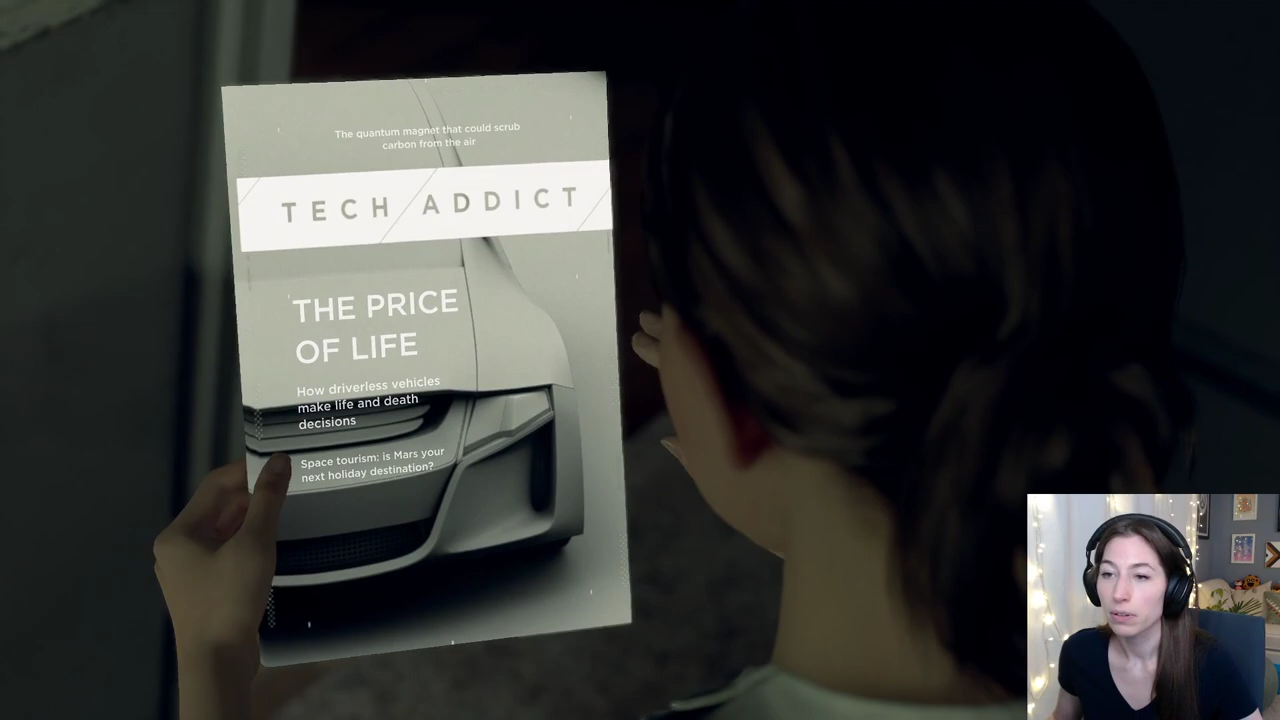 The quantum magnet that could scrub
carbon from the air
TECH ADDICT
THE PRICE
OF LIFE
How driverless vehicles
make life and death
decisions
Space tourism: is Mars your
next holiday destination?